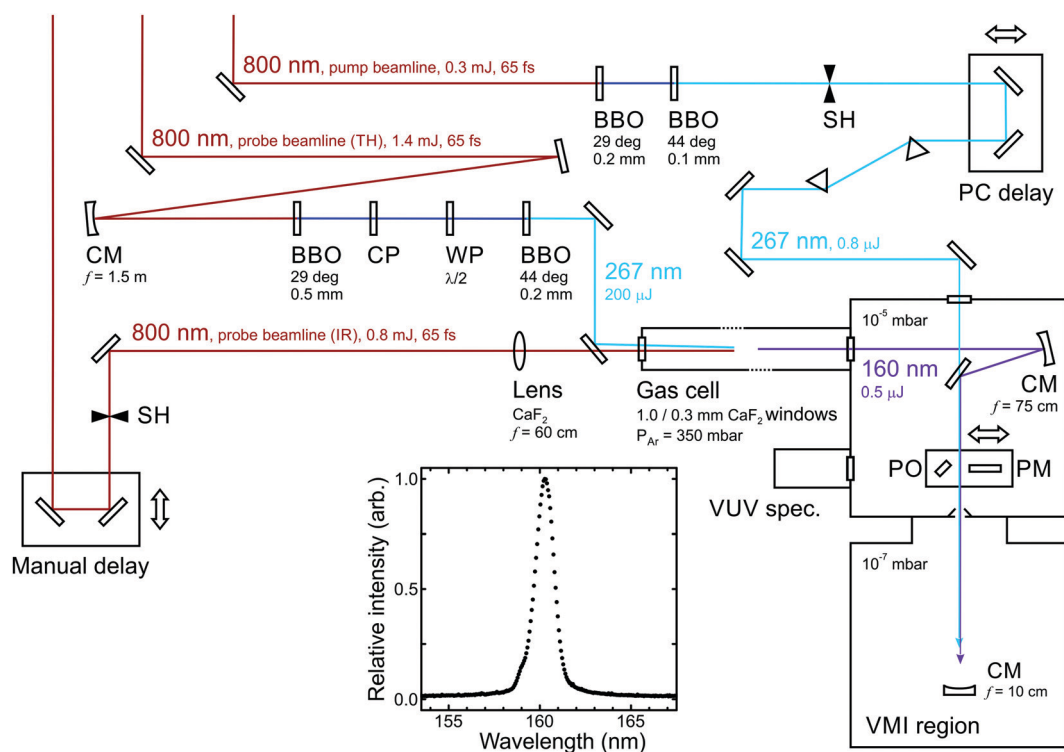 800 nm, pump beamline, 0.3 mJ, 65 fs
BBO
29 deg
0.2 mm
BBO
44 deg
0.1 mm
SH
PC delay
800 nm, probe beamline (TH), 1.4 mJ, 65 fs
CM
f = 1.5 m
BBO
29 deg
0.5 mm
CP
WP
λ/2
BBO
44 deg
0.2 mm
267 nm
200 µJ
267 nm, 0.8 µJ
800 nm, probe beamline (IR), 0.8 mJ, 65 fs
SH
Lens
CaF2
f = 60 cm
Gas cell
1.0 / 0.3 mm CaF2 windows
PAr = 350 mbar
10-5 mbar
160 nm
0.5 µJ
CM
f = 75 cm
PO
PM
VUV spec.
Manual delay
10-7 mbar
CM
f = 10 cm
VMI region
Relative intensity (arb.)
1.0
0.5
0.0
155
160
165
Wavelength (nm)